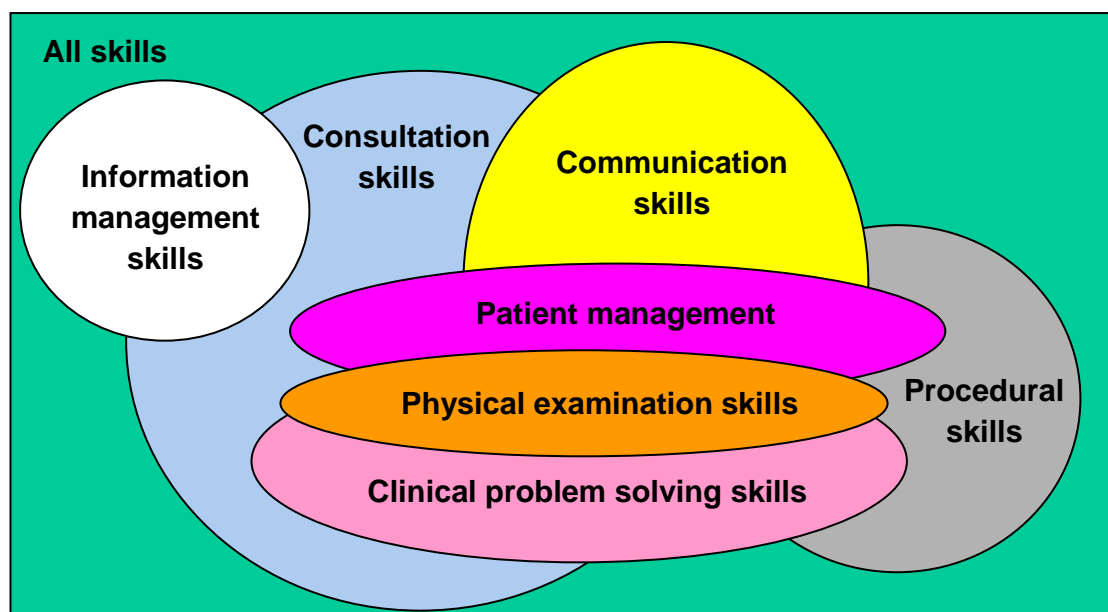 All skills
Information
management
skills
Consultation
skills
Communication
skills
Patient management
Physical examination skills
Procedural
skills
Clinical problem solving skills